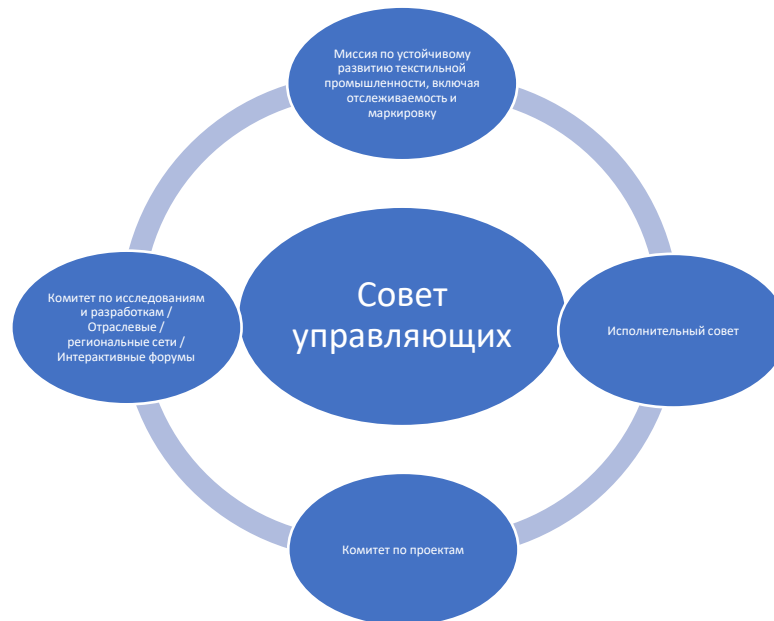 Миссия по устойчивому
развитию текстильной
промышленности, включая
отслеживаемость и
маркировку
Комитет по исследованиям
и разработкам /
Отраслевые /
региональные сети /
Интерактивные форумы
Совет
управляющих
Исполнительный совет
Комитет по проектам